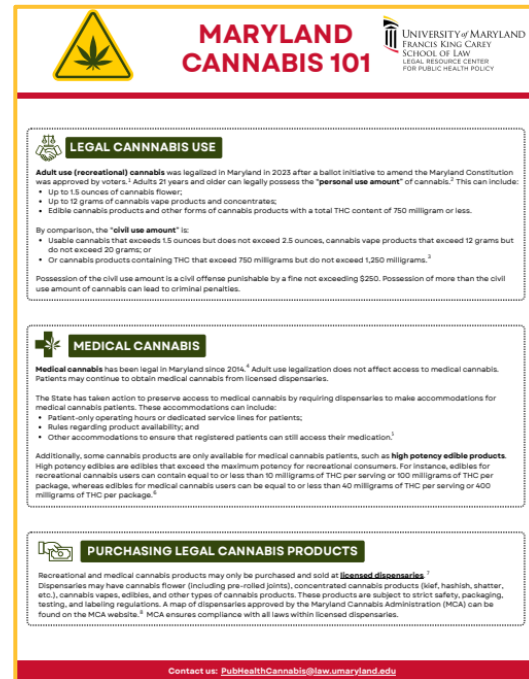 MARYLAND
CANNABIS 101
UNIVERSITY of MARYLAND
FRANCIS KING CAREY
SCHOOL OF LAW
LEGAL RESOURCE CENTER
FOR PUBLIC HEALTH POLICY
LEGAL CANNNABIS USE
Adult use (recreational) cannabis was legalized in Maryland in 2023 after a ballot initiative to amend the Maryland Constitution
was approved by voters.¹ Adults 21 years and older can legally possess the "personal use amount" of cannabis.² This can include:
• Up to 1.5 ounces of cannabis flower;
• Up to 12 grams of cannabis vape products and concentrates;
• Edible cannabis products and other forms of cannabis products with a total THC content of 750 milligram or less.
By comparison, the "civil use amount" is:
• Usable cannabis that exceeds 1.5 ounces but does not exceed 2.5 ounces, cannabis vape products that exceed 12 grams but
do not exceed 20 grams; or
• Or cannabis products containing THC that exceed 750 milligrams but do not exceed 1,250 milligrams.³
Possession of the civil use amount is a civil offense punishable by a fine not exceeding $250. Possession of more than the civil
use amount of cannabis can lead to criminal penalties.
MEDICAL CANNABIS
Medical cannabis has been legal in Maryland since 2014.⁴ Adult use legalization does not affect access to medical cannabis.
Patients may continue to obtain medical cannabis from licensed dispensaries.
The State has taken action to preserve access to medical cannabis by requiring dispensaries to make accommodations for
medical cannabis patients. These accommodations can include:
• Patient-only operating hours or dedicated service lines for patients;
• Rules regarding product availability; and
• Other accommodations to ensure that registered patients can still access their medication.
Additionally, some cannabis products are only available for medical cannabis patients, such as high potency edible products.
High potency edibles are edibles that exceed the maximum potency for recreational consumers. For instance, edibles for
recreational cannabis users can contain equal to or less than 10 milligrams of THC per serving or 100 milligrams of THC per
package, whereas edibles for medical cannabis users can be equal to or less than 40 milligrams of THC per serving or 400
milligrams of THC per package.
PURCHASING LEGAL CANNABIS PRODUCTS
Recreational and medical cannabis products may only be purchased and sold at licensed dispensaries.⁷
Dispensaries may have cannabis flower (including pre-rolled joints), concentrated cannabis products (kief, hashish, shatter,
etc.), cannabis vapes, edibles, and other types of cannabis products. These products are subject to strict safety, packaging,
testing, and labeling regulations. A map of dispensaries approved by the Maryland Cannabis Administration (MCA) can be
found on the MCA website.⁸ MCA ensures compliance with all laws within licensed dispensaries.
Contact us: PubHealthCannabis@law.umaryland.edu